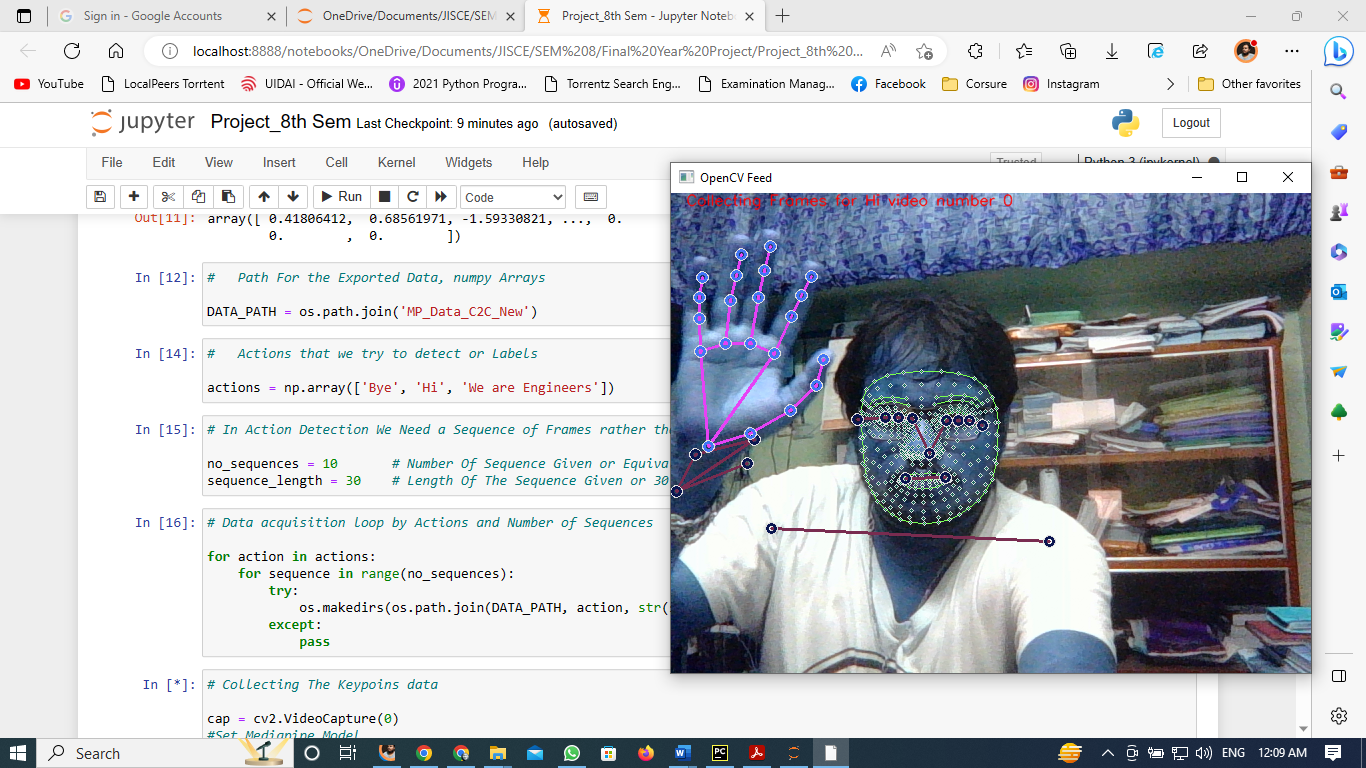 Sign in - Google Accounts
OneDrive/Documents/JISCE/SEM
Project_8th Sem - Jupyter Noteb
localhost:8888/notebooks/OneDrive/Documents/JISCE/SEM%208/Final%20Year%20Project/Project_8th%20...
YouTube
LocalPeers Torrtent
UIDAI - Official We...
2021 Python Progra...
Torrentz Search Eng...
Examination Manag...
Facebook
Corsure
Instagram
Other favorites
jupyter Project_8th Sem Last Checkpoint: 9 minutes ago (autosaved)
Logout
File Edit View Insert Cell Kernel Widgets Help
Trusted
Python 3 (ipykernel)
Run
Code
Out[11]: array([ 0.41806412, 0.68561971, -1.59330821, ..., 0.
0. , 0. ])
In [12]: # Path For the Exported Data, numpy Arrays
DATA_PATH = os.path.join('MP_Data_C2C_New')
In [14]: # Actions that we try to detect or Labels
actions = np.array(['Bye', 'Hi', 'We are Engineers'])
In [15]: # In Action Detection We Need a Sequence of Frames rather tha
no_sequences = 10 # Number Of Sequence Given or Equiva
sequence_length = 30 # Length Of The Sequence Given or 30
In [16]: # Data acquisition loop by Actions and Number of Sequences
for action in actions:
for sequence in range(no_sequences):
try:
os.makedirs(os.path.join(DATA_PATH, action, str(
except:
pass
In [*]: # Collecting The Keypoins data
cap = cv2.VideoCapture(0)
#Set Mediapipe Model
OpenCV Feed
Collecting Frames for Hi video number 0
Search
ENG
12:09 AM